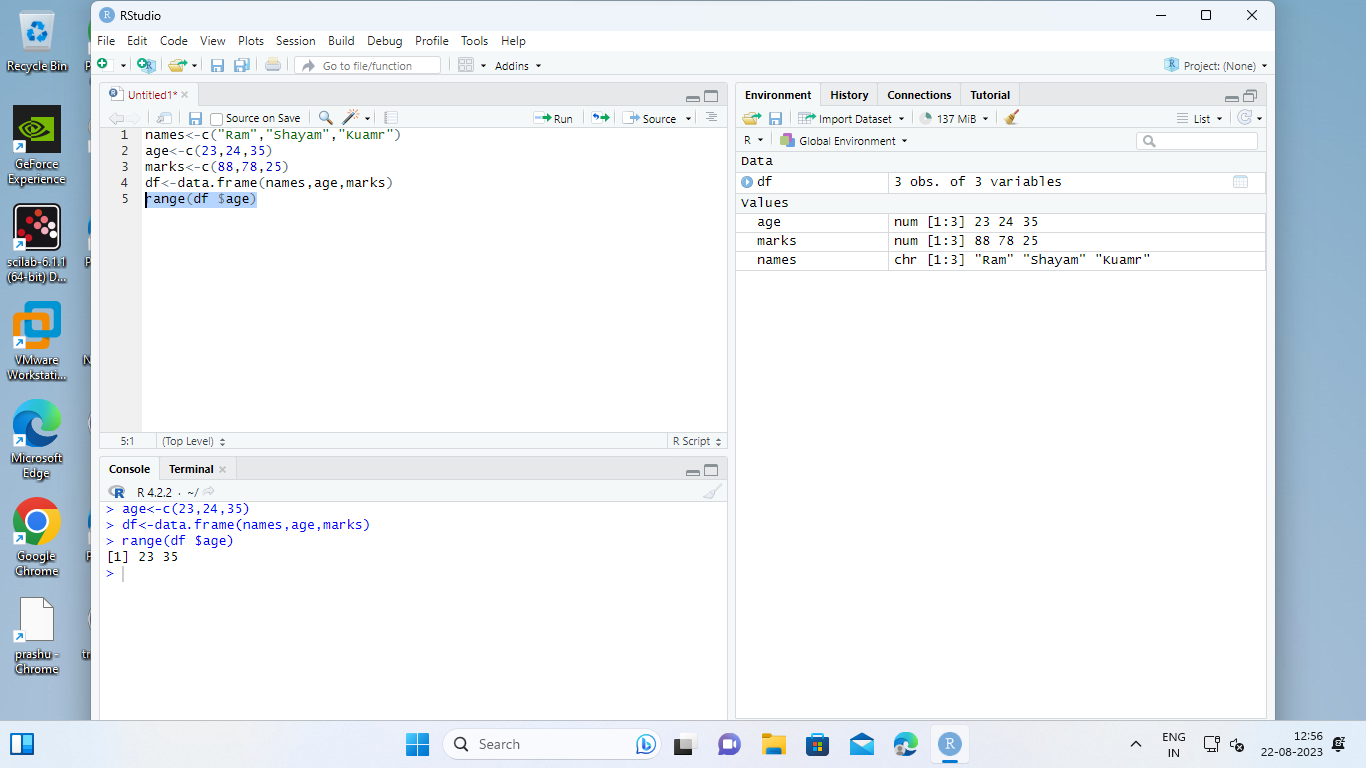 Recycle Bin
GeForce
Experience
scilab-6.1.1
(64-bit) D...
VMware
Workstati...
Microsoft
Edge
Google
Chrome
prashu -
Chrome
RStudio
File Edit Code View Plots Session Build Debug Profile Tools Help
Go to file/function Addins Project: (None)
Untitled1*
Source on Save Run Source
1 names<-c("Ram","Shayam","Kuamr")
2 age<-c(23,24,35)
3 marks<-c(88,78,25)
4 df<-data.frame(names,age,marks)
5 range(df $age)
5:1 (Top Level) R Script
Console Terminal
R 4.2.2 · ~/
> age<-c(23,24,35)
> df<-data.frame(names,age,marks)
> range(df $age)
[1] 23 35
>
Environment History Connections Tutorial
Import Dataset 137 MiB List
R Global Environment
Data
df 3 obs. of 3 variables
Values
age num [1:3] 23 24 35
marks num [1:3] 88 78 25
names chr [1:3] "Ram" "Shayam" "Kuamr"
Search
ENG
IN
12:56
22-08-2023